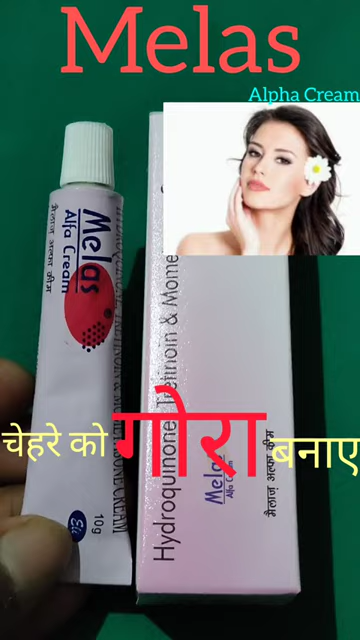 Melas
Alpha Cream
Melas
Alfa Cream
मैलाज़ अल्फा क्रीम
10g
Hydroquinone, Tretinoin & Mome
Melas
Alfa Cream
मैलाज़ अल्फा क्रीम
चेहरे को गोरा बनाए